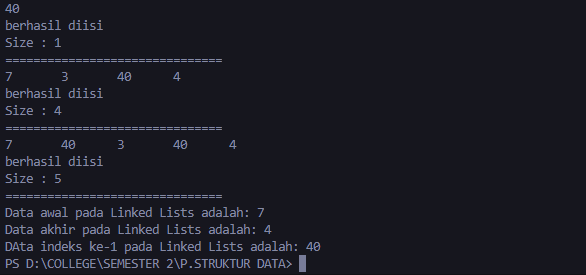 40
berhasil diisi
Size : 1
===============================
7 3 40 4
berhasil diisi
Size : 4
===============================
7 40 3 40 4
berhasil diisi
Size : 5
===============================
Data awal pada Linked Lists adalah: 7
Data akhir pada Linked Lists adalah: 4
DAta indeks ke-1 pada Linked Lists adalah: 40
PS D:\COLLEGE\SEMESTER 2\P.STRUKTUR DATA>